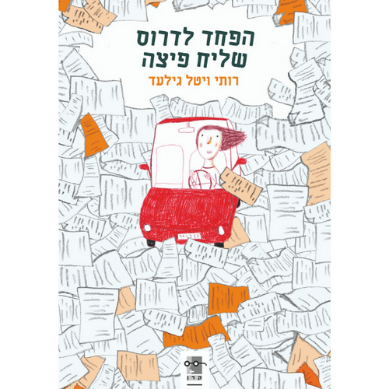 הפחד לדרוס
שליח פיצה
רותי ויטל גילעד